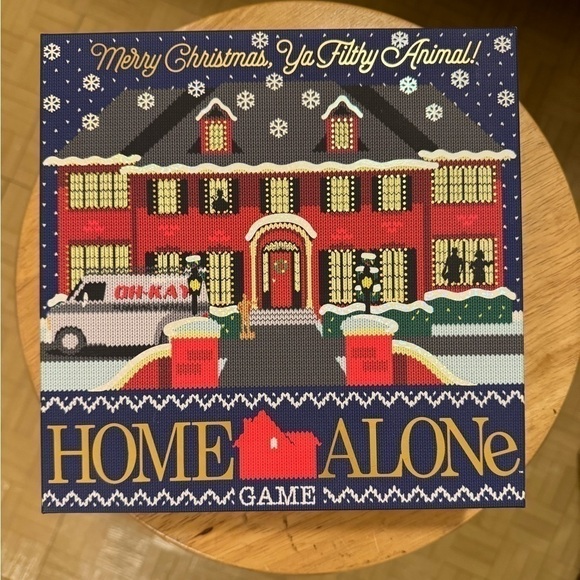 Merry Christmas, Ya Filthy Animal!
OH-KAY
HOME ALONe
GAME